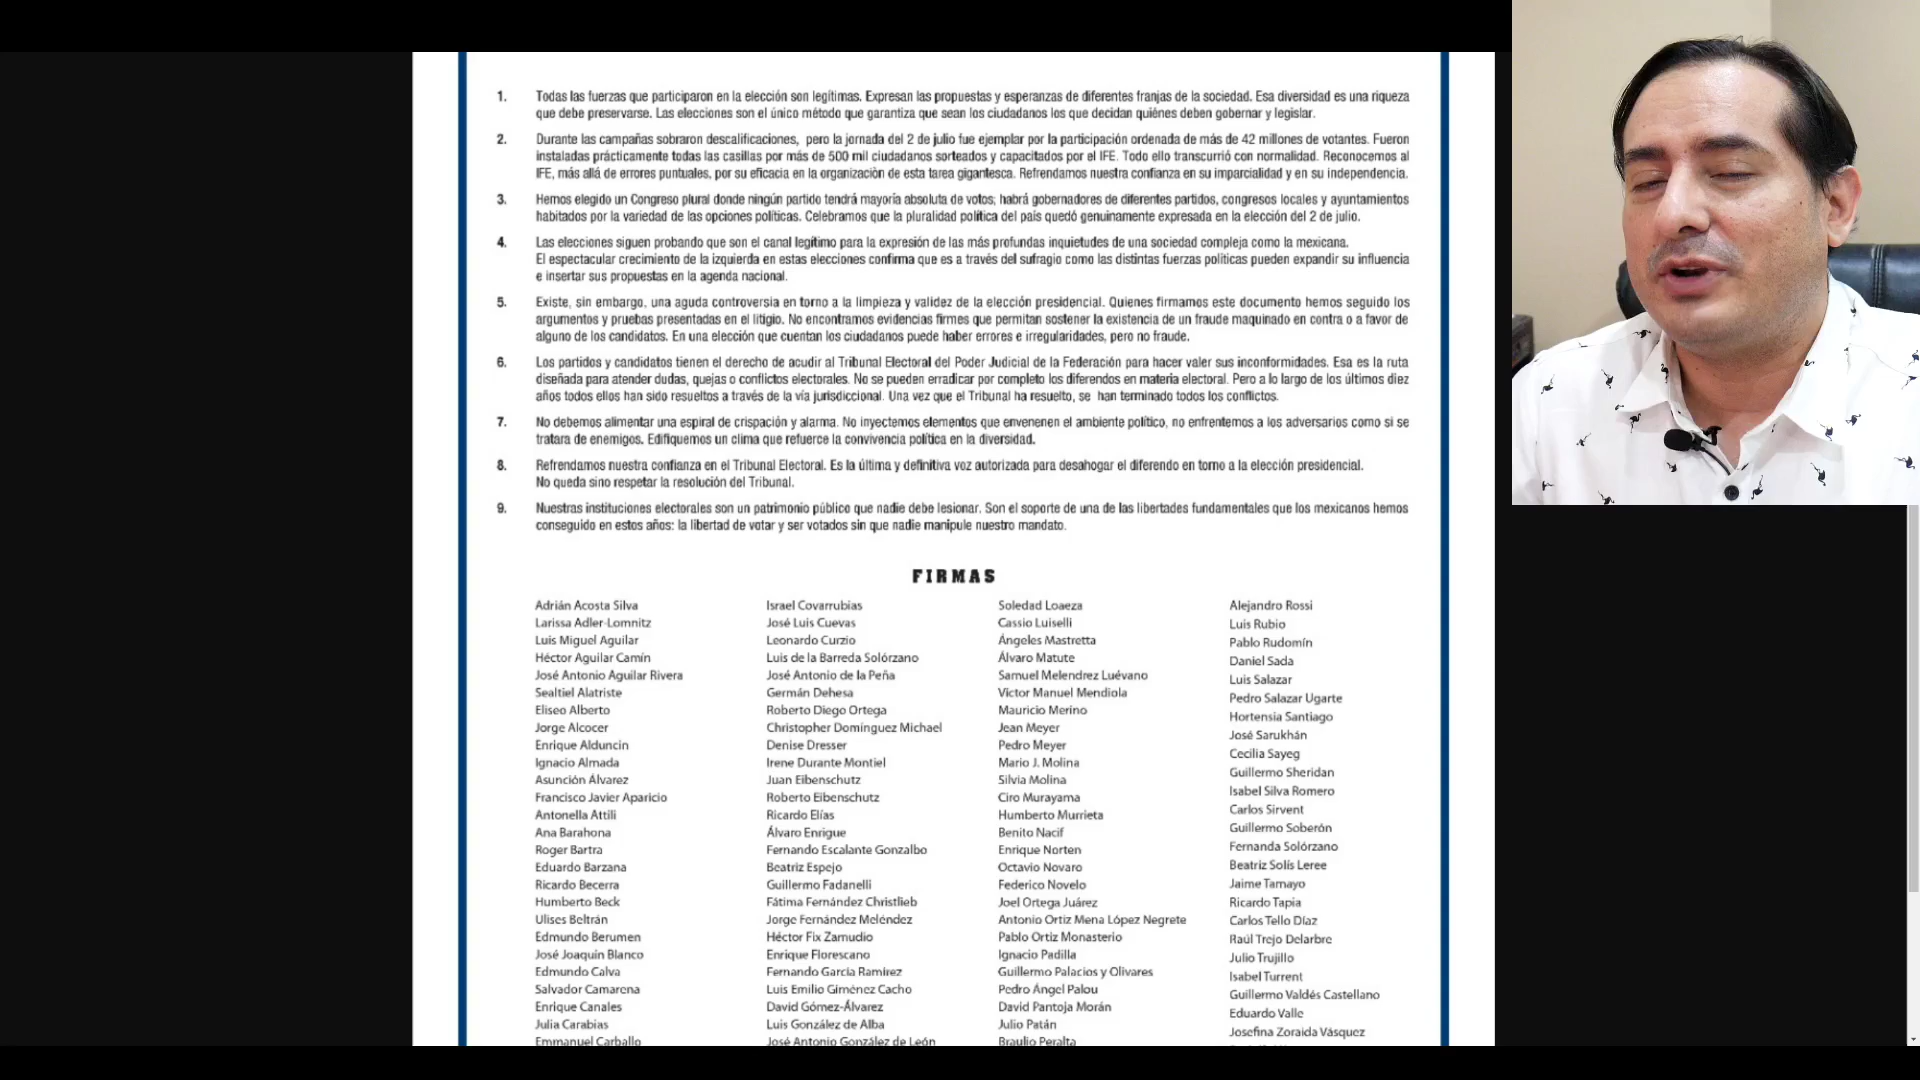 1. Todas las fuerzas que participaron en la elección son legítimas. Expresan las propuestas y esperanzas de diferentes franjas de la sociedad. Esa diversidad es una riqueza
que debe preservarse. Las elecciones son el único método que garantiza que sean los ciudadanos los que decidan quiénes deben gobernar y legislar.
2. Durante las campañas sobraron descalificaciones, pero la jornada del 2 de julio fue ejemplar por la participación ordenada de más de 42 millones de votantes. Fueron
instaladas prácticamente todas las casillas por más de 500 mil ciudadanos sorteados y capacitados por el IFE. Todo ello transcurrió con normalidad. Reconocemos al
IFE, más allá de errores puntuales, por su eficacia en la organizaciòn de esta tarea gigantesca. Refrendamos nuestra confianza en su imparcialidad y en su independencia.
3. Hemos elegido un Congreso plural donde ningún partido tendrá mayoría absoluta de votos; habrá gobernadores de diferentes partidos, congresos locales y ayuntamientos
habitados por la variedad de las opciones políticas. Celebramos que la pluralidad política del país quedó genuinamente expresada en la elección del 2 de julio.
4. Las elecciones siguen probando que son el canal legítimo para la expresión de las más profundas inquietudes de una sociedad compleja como la mexicana.
El espectacular crecimiento de la izquierda en estas elecciones confirma que es a través del sufragio como las distintas fuerzas políticas pueden expandir su influencia
e insertar sus propuestas en la agenda nacional.
5. Existe, sin embargo, una aguda controversia en torno a la limpieza y validez de la elección presidencial. Quienes firmamos este documento hemos seguido los
argumentos y pruebas presentadas en el litigio. No encontramos evidencias firmes que permitan sostener la existencia de un fraude maquinado en contra o a favor de
alguno de los candidatos. En una elección que cuentan los ciudadanos puede haber errores e irregularidades, pero no fraude.
6. Los partidos y candidatos tienen el derecho de acudir al Tribunal Electoral del Poder Judicial de la Federación para hacer valer sus inconformidades. Esa es la ruta
diseñada para atender dudas, quejas o conflictos electorales. No se pueden erradicar por completo los diferendos en materia electoral. Pero a lo largo de los últimos diez
años todos ellos han sido resueltos a través de la vía jurisdiccional. Una vez que el Tribunal ha resuelto, se han terminado todos los conflictos.
7. No debemos alimentar una espiral de crispación y alarma. No inyectemos elementos que envenenen el ambiente político, no enfrentemos a los adversarios como si se
tratara de enemigos. Edifiquemos un clima que refuerce la convivencia política en la diversidad.
8. Refrendamos nuestra confianza en el Tribunal Electoral. Es la última y definitiva voz autorizada para desahogar el diferendo en torno a la elección presidencial.
No queda sino respetar la resolución del Tribunal.
9. Nuestras instituciones electorales son un patrimonio público que nadie debe lesionar. Son el soporte de una de las libertades fundamentales que los mexicanos hemos
conseguido en estos años: la libertad de votar y ser votados sin que nadie manipule nuestro mandato.
FIRMAS
Adrián Acosta Silva
Larissa Adler-Lomnitz
Luis Miguel Aguilar
Héctor Aguilar Camín
José Antonio Aguilar Rivera
Sealtiel Alatriste
Eliseo Alberto
Jorge Alcocer
Enrique Alduncin
Ignacio Almada
Asunción Álvarez
Francisco Javier Aparicio
Antonella Attili
Ana Barahona
Roger Bartra
Eduardo Barzana
Ricardo Becerra
Humberto Beck
Ulises Beltrán
Edmundo Berumen
José Joaquín Blanco
Edmundo Calva
Salvador Camarena
Enrique Canales
Julia Carabias
Emmanuel Carballo
Israel Covarrubias
José Luis Cuevas
Leonardo Curzio
Luis de la Barreda Solórzano
José Antonio de la Peña
Germán Dehesa
Roberto Diego Ortega
Christopher Domínguez Michael
Denise Dresser
Irene Durante Montiel
Juan Eibenschutz
Roberto Eibenschutz
Ricardo Elías
Álvaro Enrigue
Fernando Escalante Gonzalbo
Beatriz Espejo
Guillermo Fadanelli
Fátima Fernández Christlieb
Jorge Fernández Meléndez
Héctor Fix Zamudio
Enrique Florescano
Fernando García Ramírez
Luis Emilio Giménez Cacho
David Gómez-Álvarez
Luis González de Alba
José Antonio González de León
Soledad Loaeza
Cassio Luiselli
Ángeles Mastretta
Álvaro Matute
Samuel Melendrez Luévano
Víctor Manuel Mendiola
Mauricio Merino
Jean Meyer
Pedro Meyer
Mario J. Molina
Silvia Molina
Ciro Murayama
Humberto Murrieta
Benito Nacif
Enrique Norten
Octavio Novaro
Federico Novelo
Joel Ortega Juárez
Antonio Ortiz Mena López Negrete
Pablo Ortiz Monasterio
Ignacio Padilla
Guillermo Palacios y Olivares
Pedro Ángel Palou
David Pantoja Morán
Julio Patán
Braulio Peralta
Alejandro Rossi
Luis Rubio
Pablo Rudomín
Daniel Sada
Luis Salazar
Pedro Salazar Ugarte
Hortensia Santiago
José Sarukhán
Cecilia Sayeg
Guillermo Sheridan
Isabel Silva Romero
Carlos Sirvent
Guillermo Soberón
Fernanda Solórzano
Beatriz Solís Leree
Jaime Tamayo
Ricardo Tapia
Carlos Tello Díaz
Raúl Trejo Delarbre
Julio Trujillo
Isabel Turrent
Guillermo Valdés Castellano
Eduardo Valle
Josefina Zoraida Vásquez